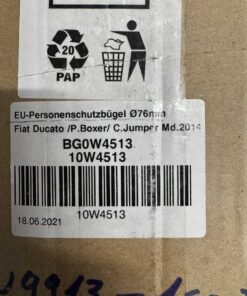 20
PAP
EU-Personenschutzbügel Ø76mm
Fiat Ducato /P.Boxer/ C.Jumper Md.2014
BG0W4513
10W4513
10W4513
18.06.2021